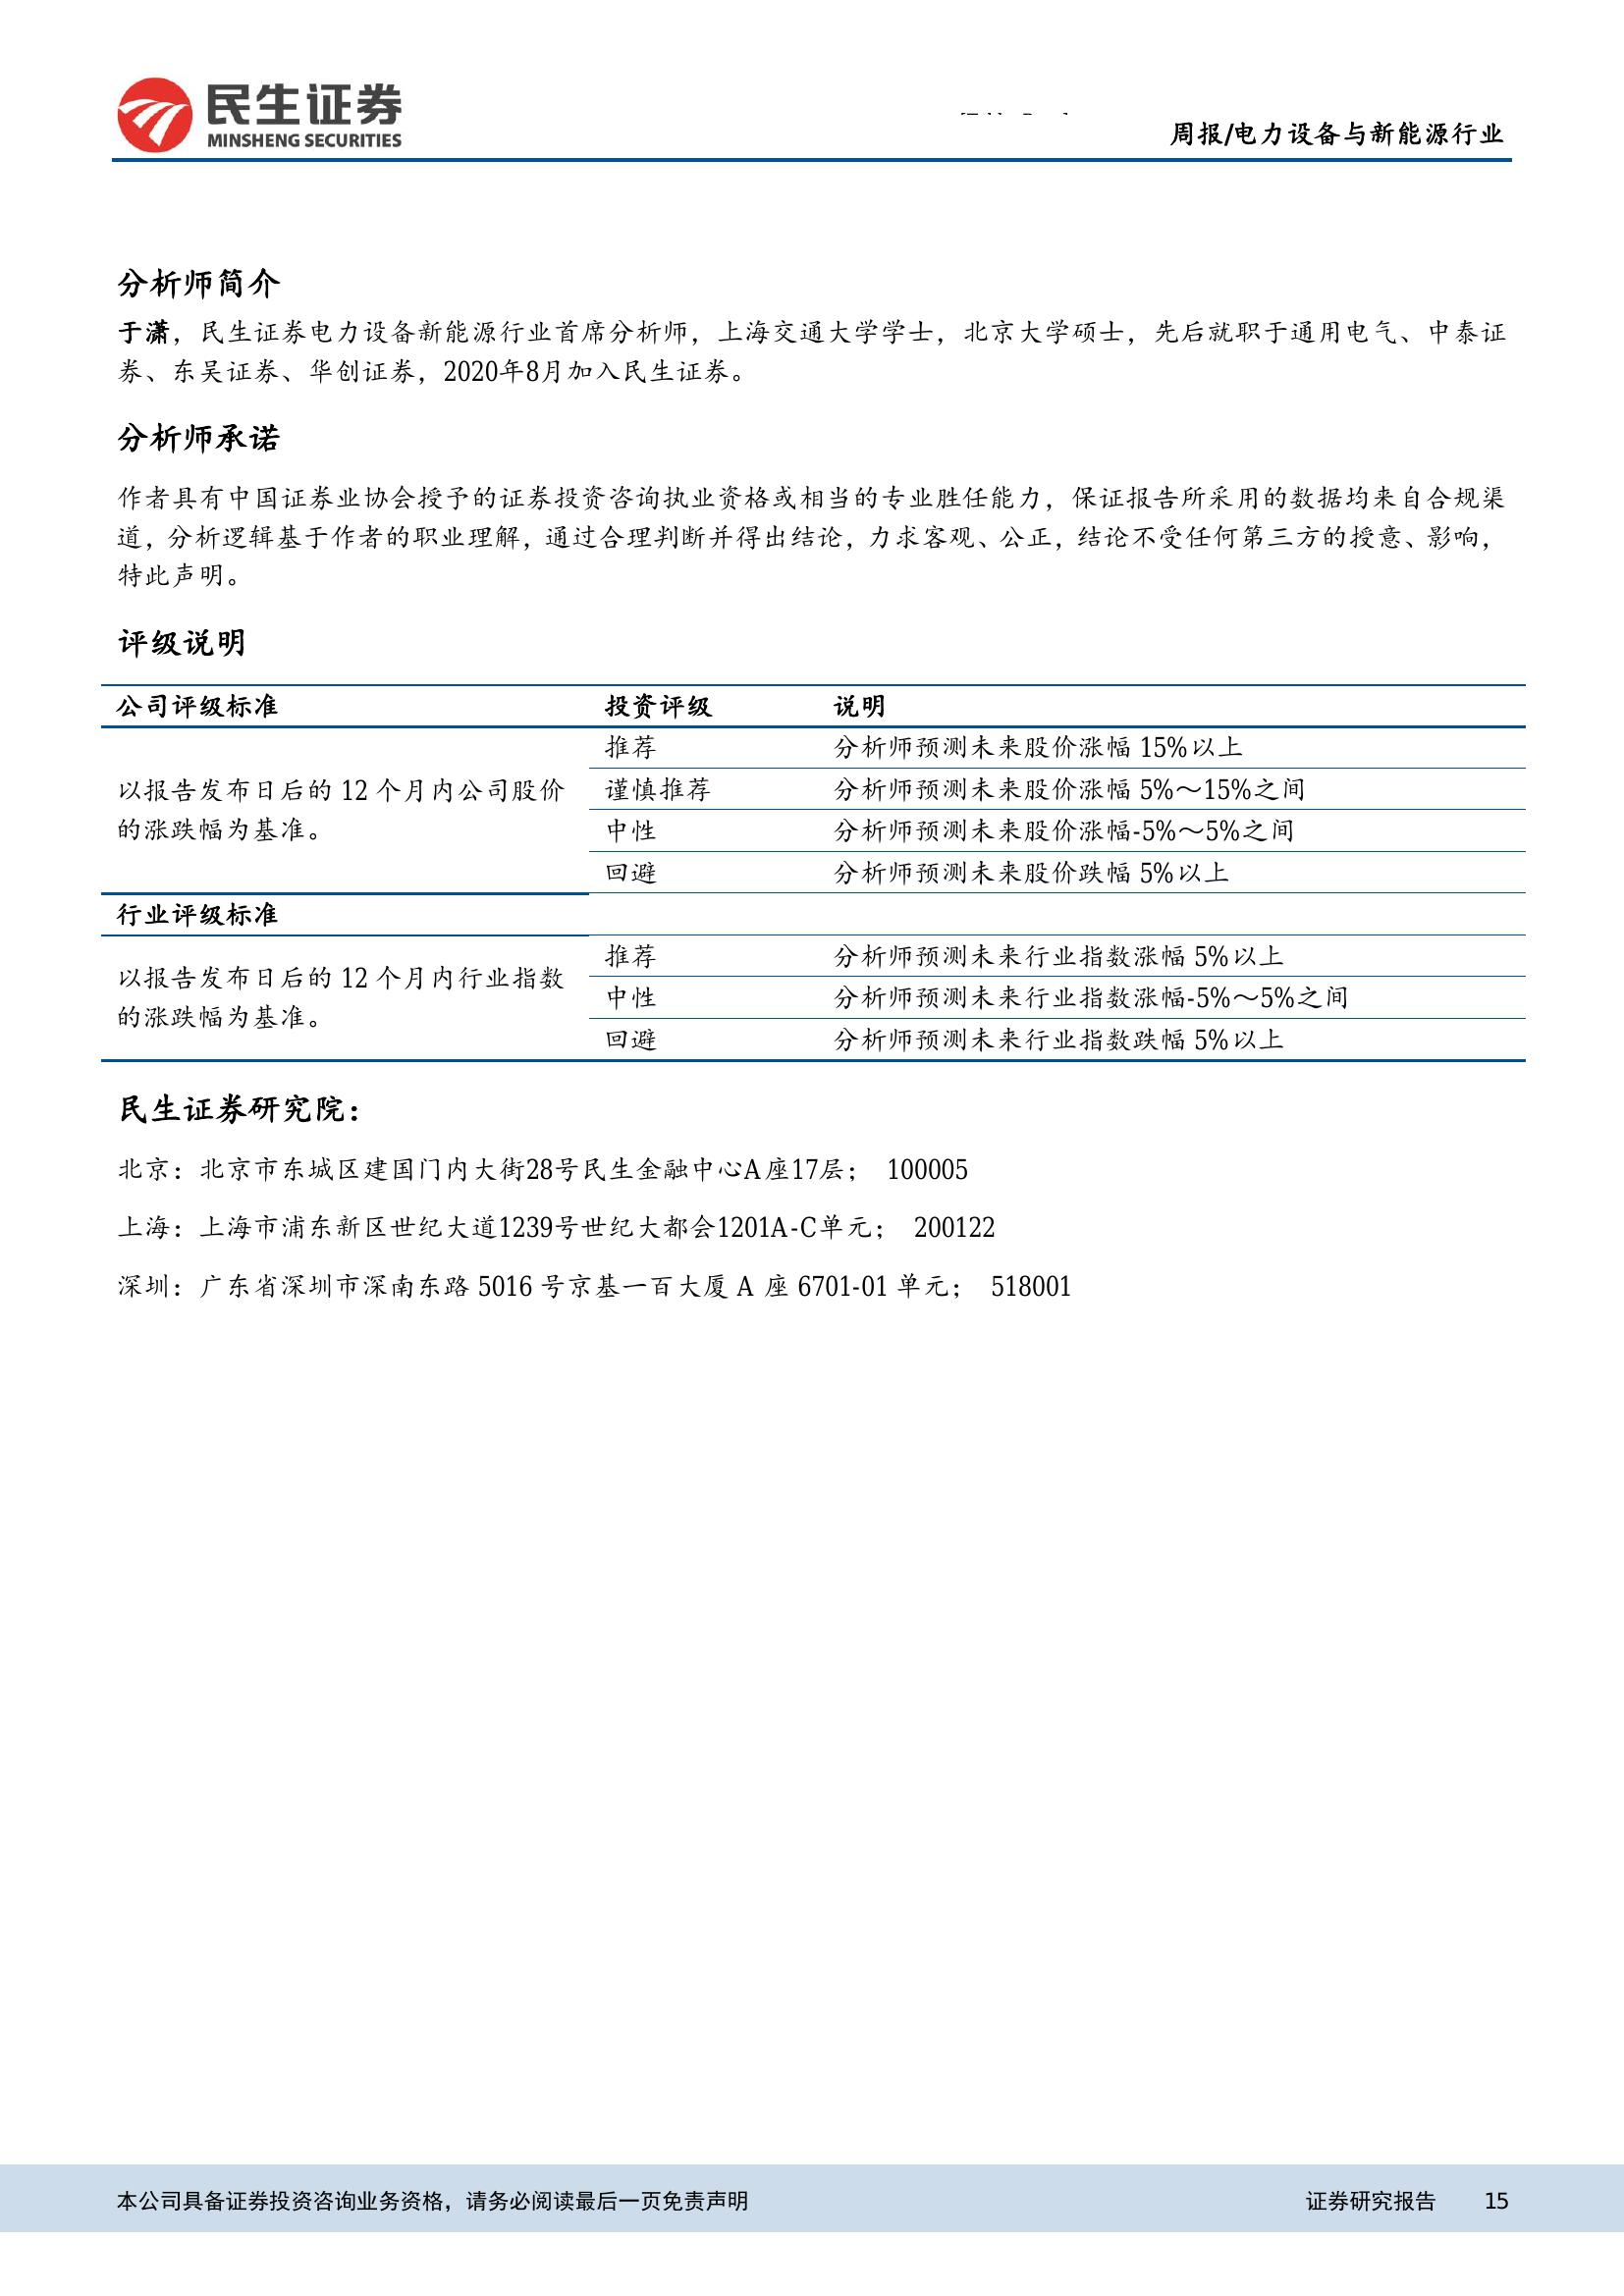 民生证券
MINSHENG SECURITIES
周报/电力设备与新能源行业
分析师简介
于潇，民生证券电力设备新能源行业首席分析师，上海交通大学学士，北京大学硕士，先后就职于通用电气、中泰证
券、东吴证券、华创证券，2020年8月加入民生证券。
分析师承诺
作者具有中国证券业协会授予的证券投资咨询执业资格或相当的专业胜任能力，保证报告所采用的数据均来自合规渠
道，分析逻辑基于作者的职业理解，通过合理判断并得出结论，力求客观、公正，结论不受任何第三方的授意、影响，
特此声明。
评级说明
公司评级标准 投资评级 说明
以报告发布日后的 12 个月内公司股价
的涨跌幅为基准。
推荐 分析师预测未来股价涨幅 15%以上
谨慎推荐 分析师预测未来股价涨幅 5%～15%之间
中性 分析师预测未来股价涨幅-5%～5%之间
回避 分析师预测未来股价跌幅 5%以上
行业评级标准
以报告发布日后的 12 个月内行业指数
的涨跌幅为基准。
推荐 分析师预测未来行业指数涨幅 5%以上
中性 分析师预测未来行业指数涨幅-5%～5%之间
回避 分析师预测未来行业指数跌幅 5%以上
民生证券研究院：
北京：北京市东城区建国门内大街28号民生金融中心A座17层； 100005
上海：上海市浦东新区世纪大道1239号世纪大都会1201A-C单元； 200122
深圳：广东省深圳市深南东路 5016 号京基一百大厦 A 座 6701-01 单元； 518001
本公司具备证券投资咨询业务资格，请务必阅读最后一页免责声明 证券研究报告 15